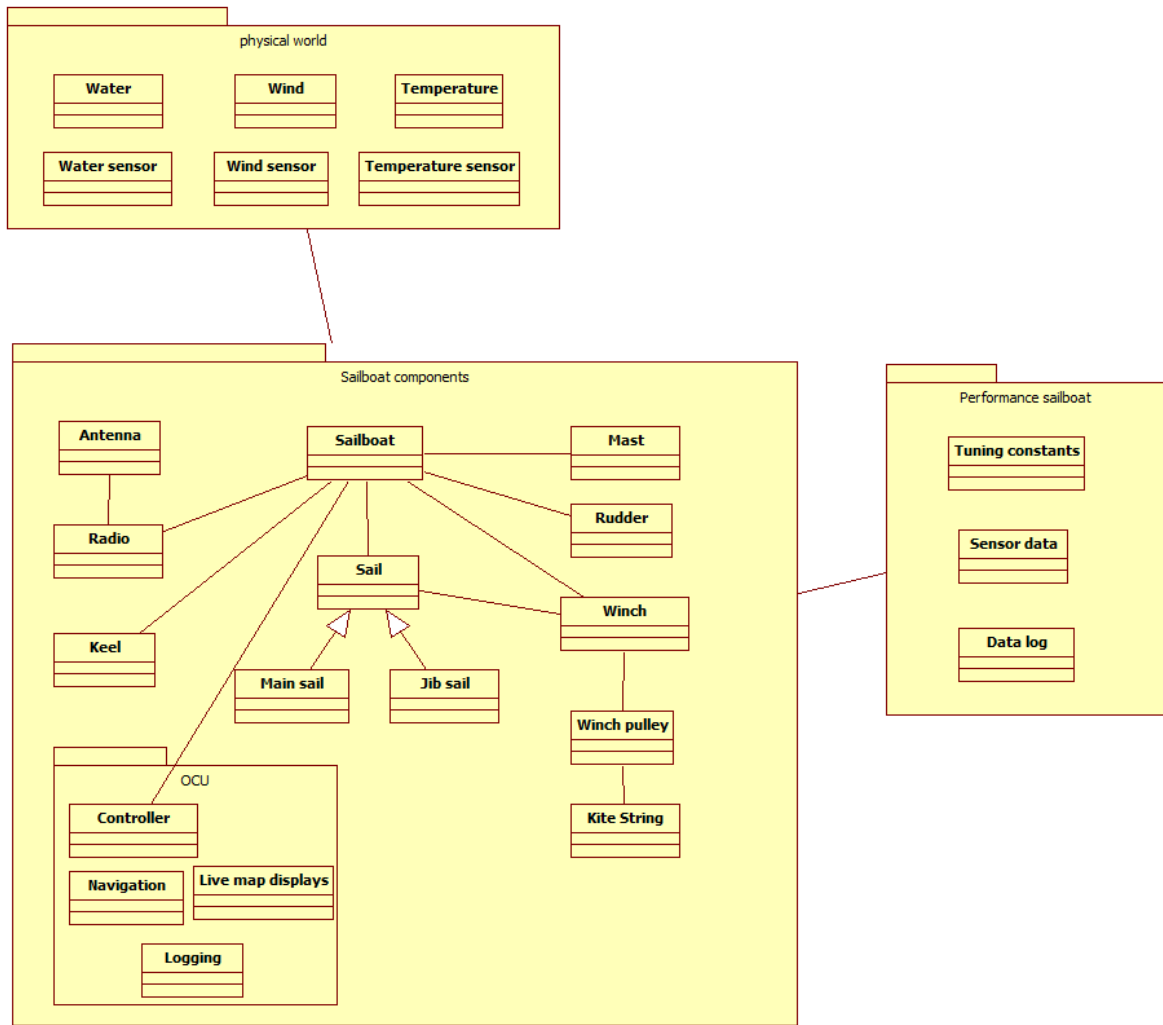 physical world
Water
Wind
Temperature
Water sensor
Wind sensor
Temperature sensor
Sailboat components
Performance sailboat
Antenna
Sailboat
Mast
Tuning constants
Radio
Rudder
Sensor data
Sail
Winch
Keel
Data log
Main sail
Jib sail
Winch pulley
OCU
Controller
Kite String
Navigation
Live map displays
Logging